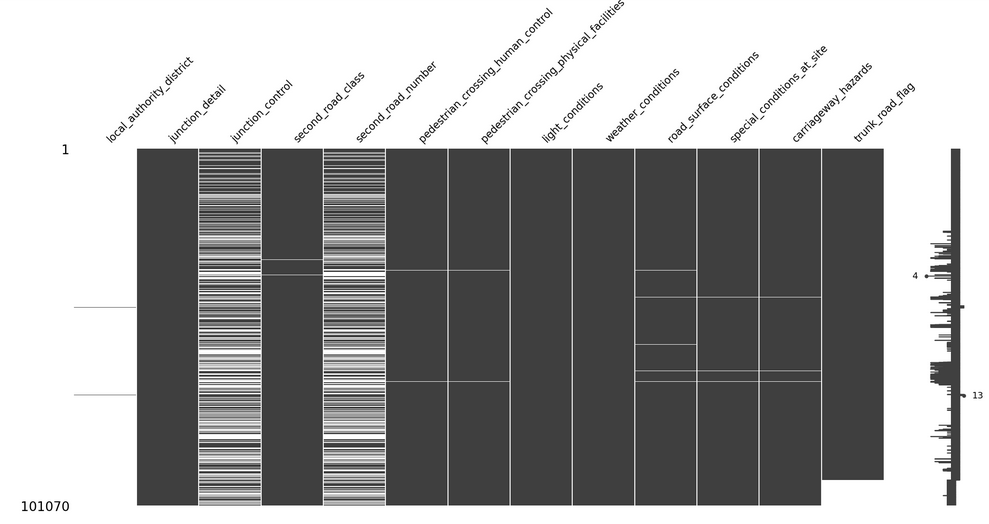 local_authority_district
junction_detail
junction_control
second_road_class
second_road_number
pedestrian_crossing_human_control
pedestrian_crossing_physical_facilities
light_conditions
weather_conditions
road_surface_conditions
special_conditions_at_site
carriageway_hazards
trunk_road_flag
1
4
13
101070